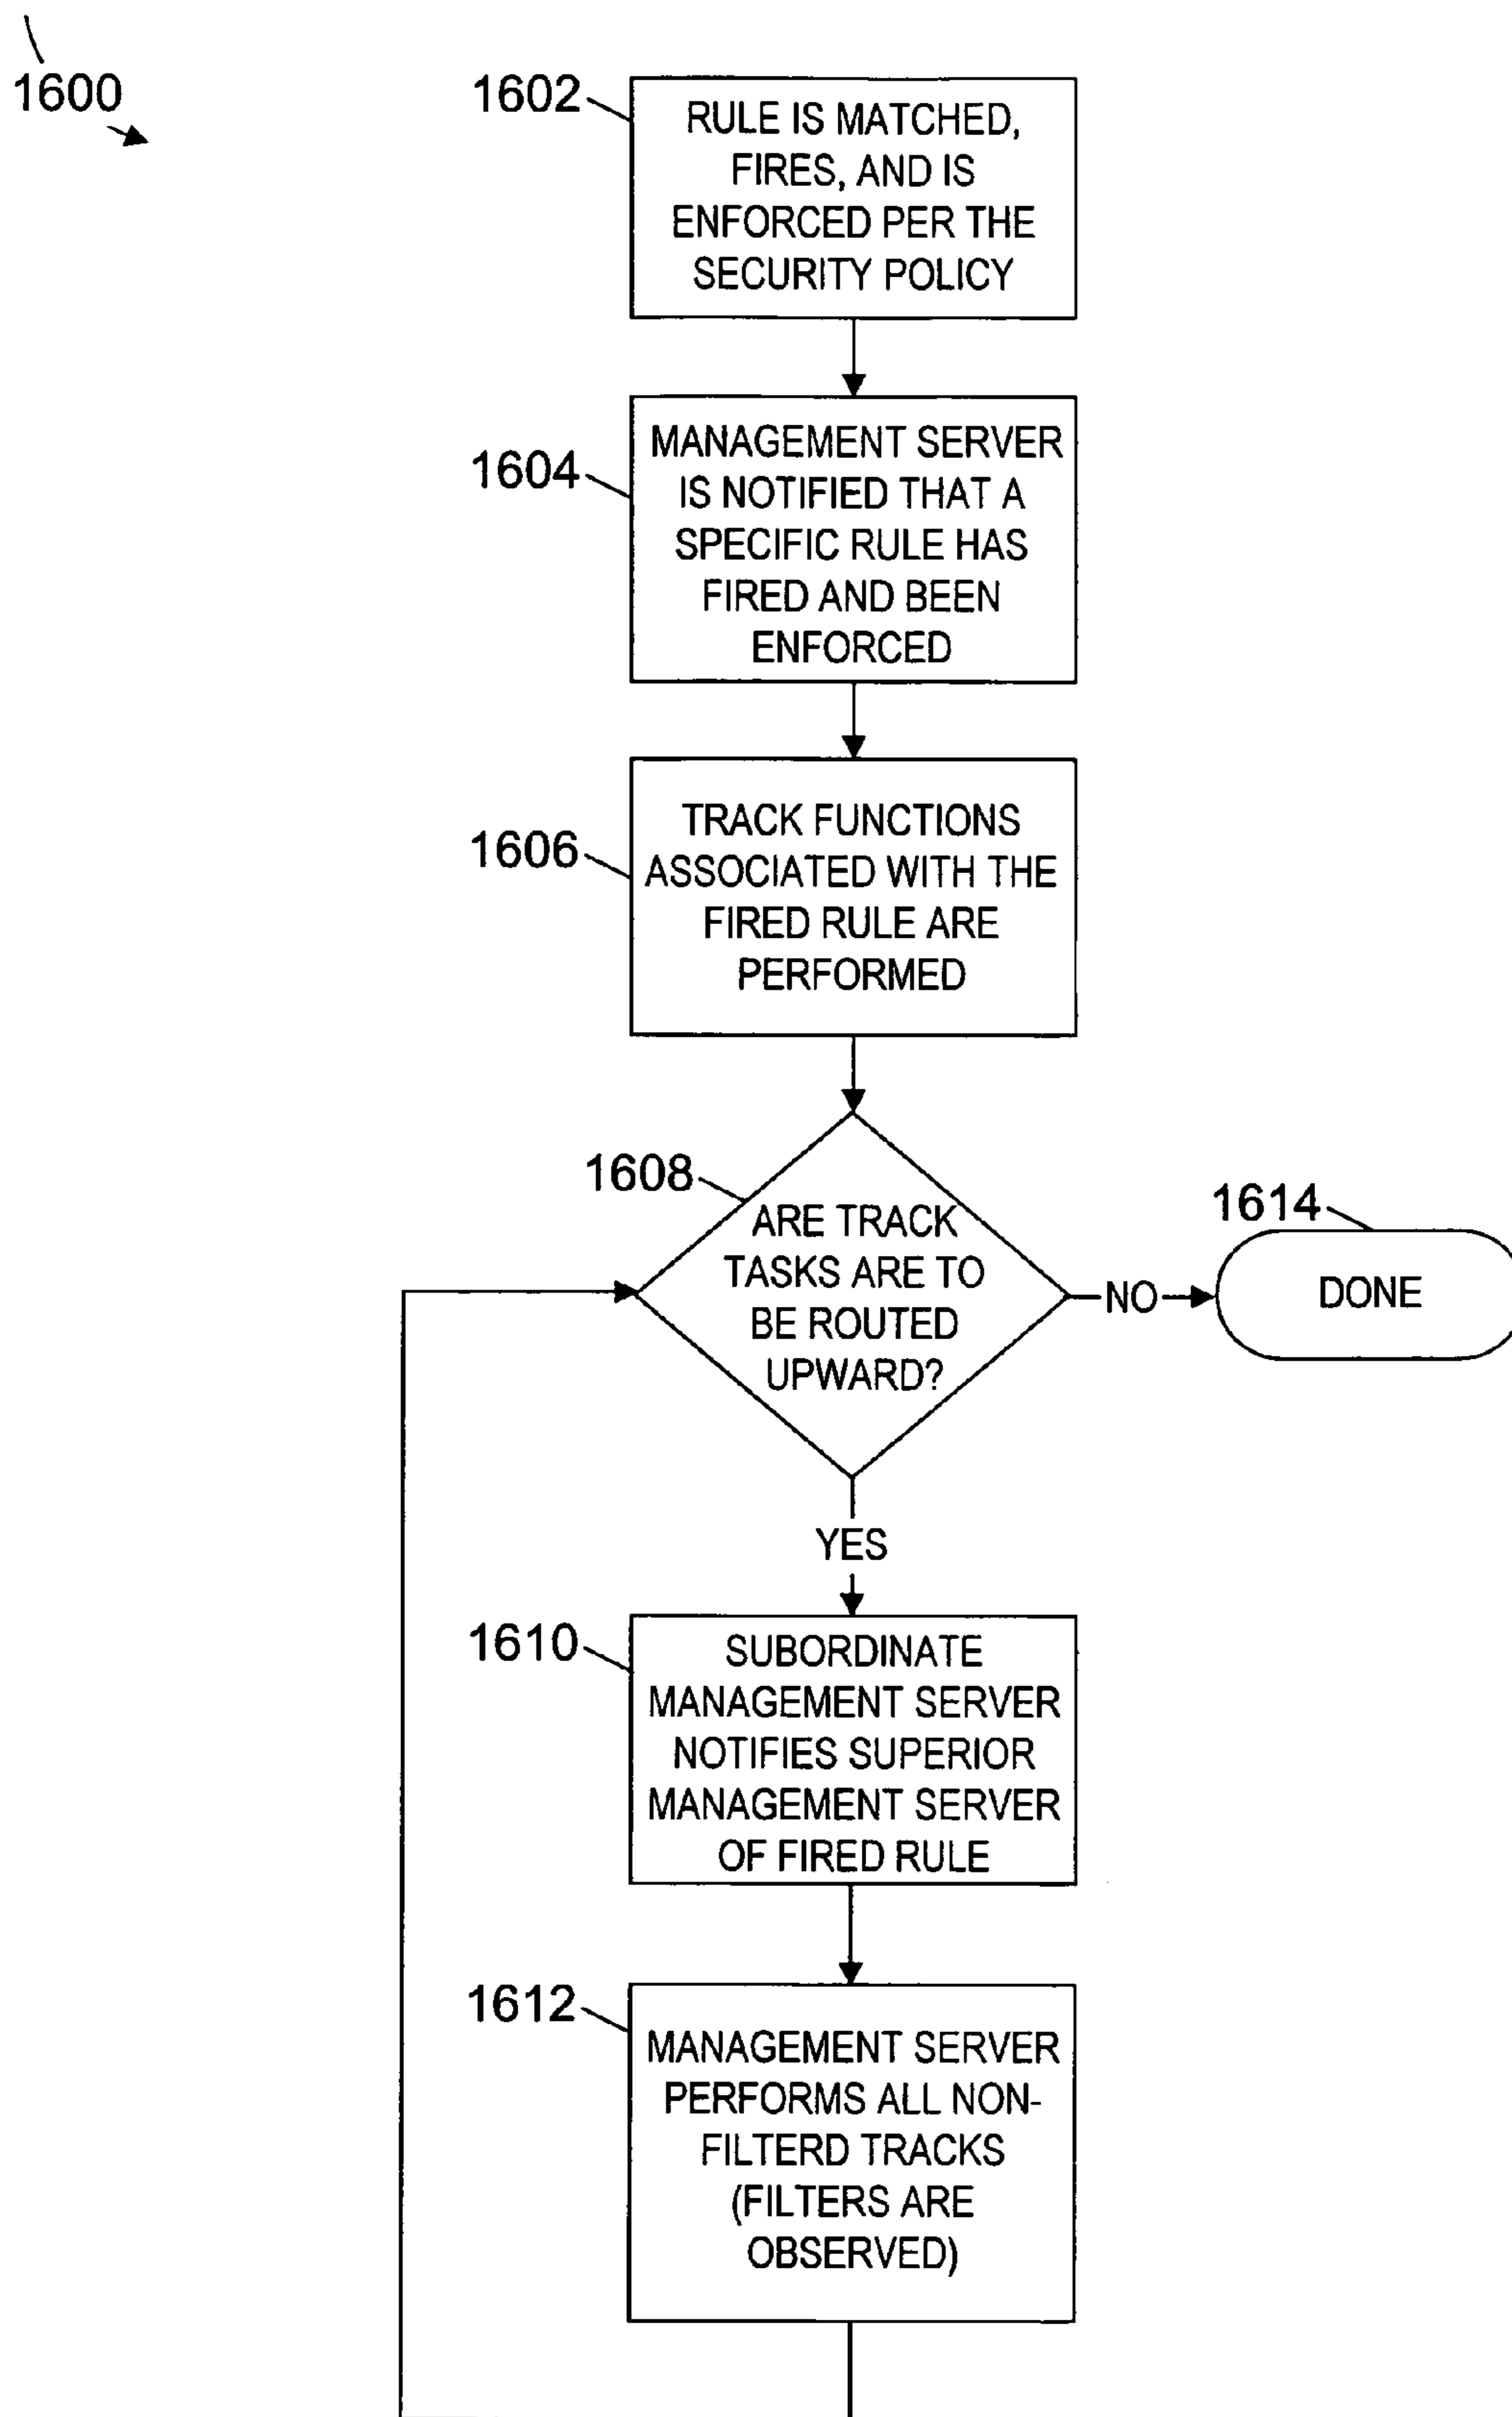 1600
1602
RULE IS MATCHED,
FIRES, AND IS
ENFORCED PER THE
SECURITY POLICY
1604
MANAGEMENT SERVER
IS NOTIFIED THAT A
SPECIFIC RULE HAS
FIRED AND BEEN
ENFORCED
1606
TRACK FUNCTIONS
ASSOCIATED WITH THE
FIRED RULE ARE
PERFORMED
1608
ARE TRACK
TASKS ARE TO
BE ROUTED
UPWARD?
NO
1614
DONE
YES
1610
SUBORDINATE
MANAGEMENT SERVER
NOTIFIES SUPERIOR
MANAGEMENT SERVER
OF FIRED RULE
1612
MANAGEMENT SERVER
PERFORMS ALL NON-
FILTERD TRACKS
(FILTERS ARE
OBSERVED)